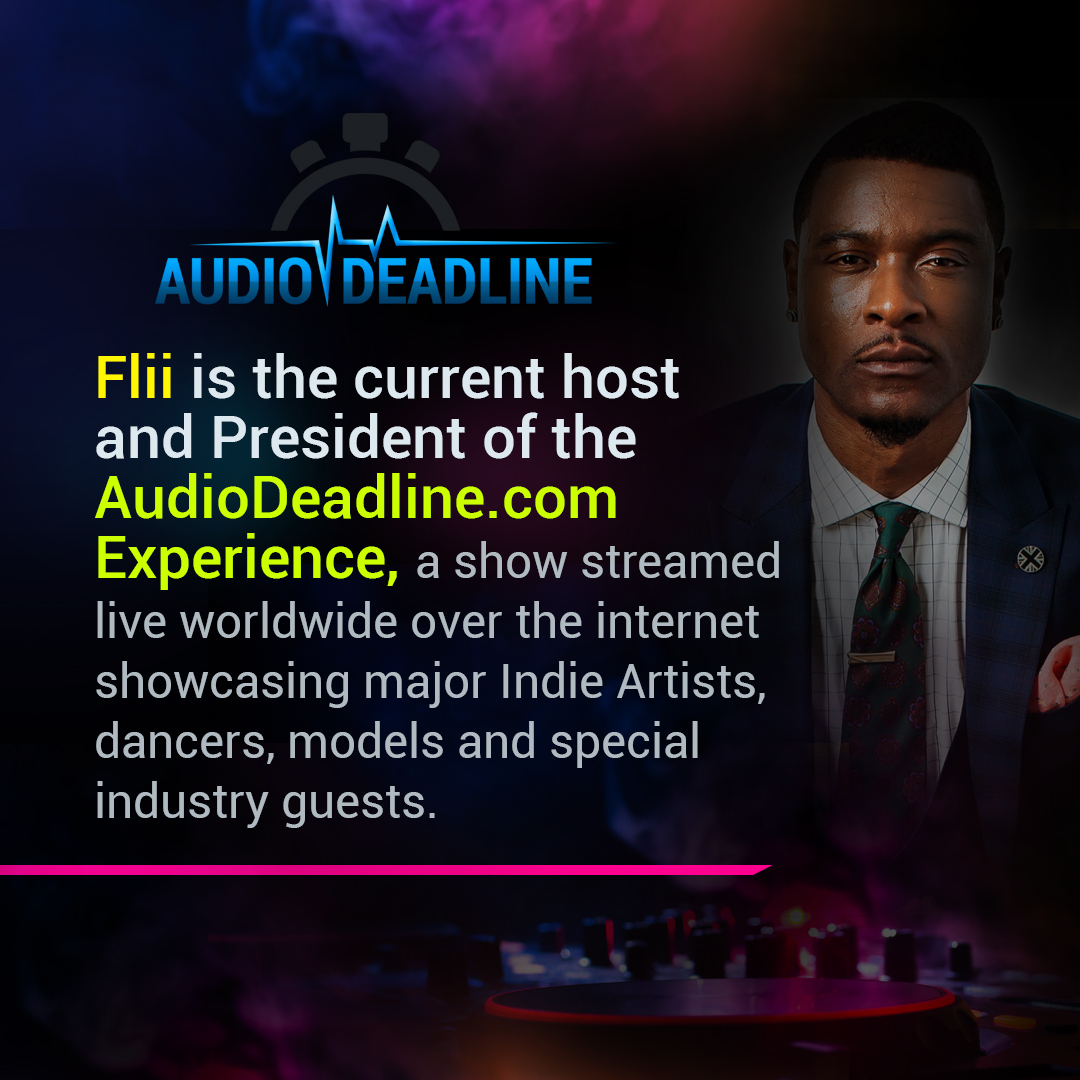 AUDIO DEADLINE
Flii is the current host
and President of the
AudioDeadline.com
Experience, a show streamed
live worldwide over the internet
showcasing major Indie Artists,
dancers, models and special
industry guests.